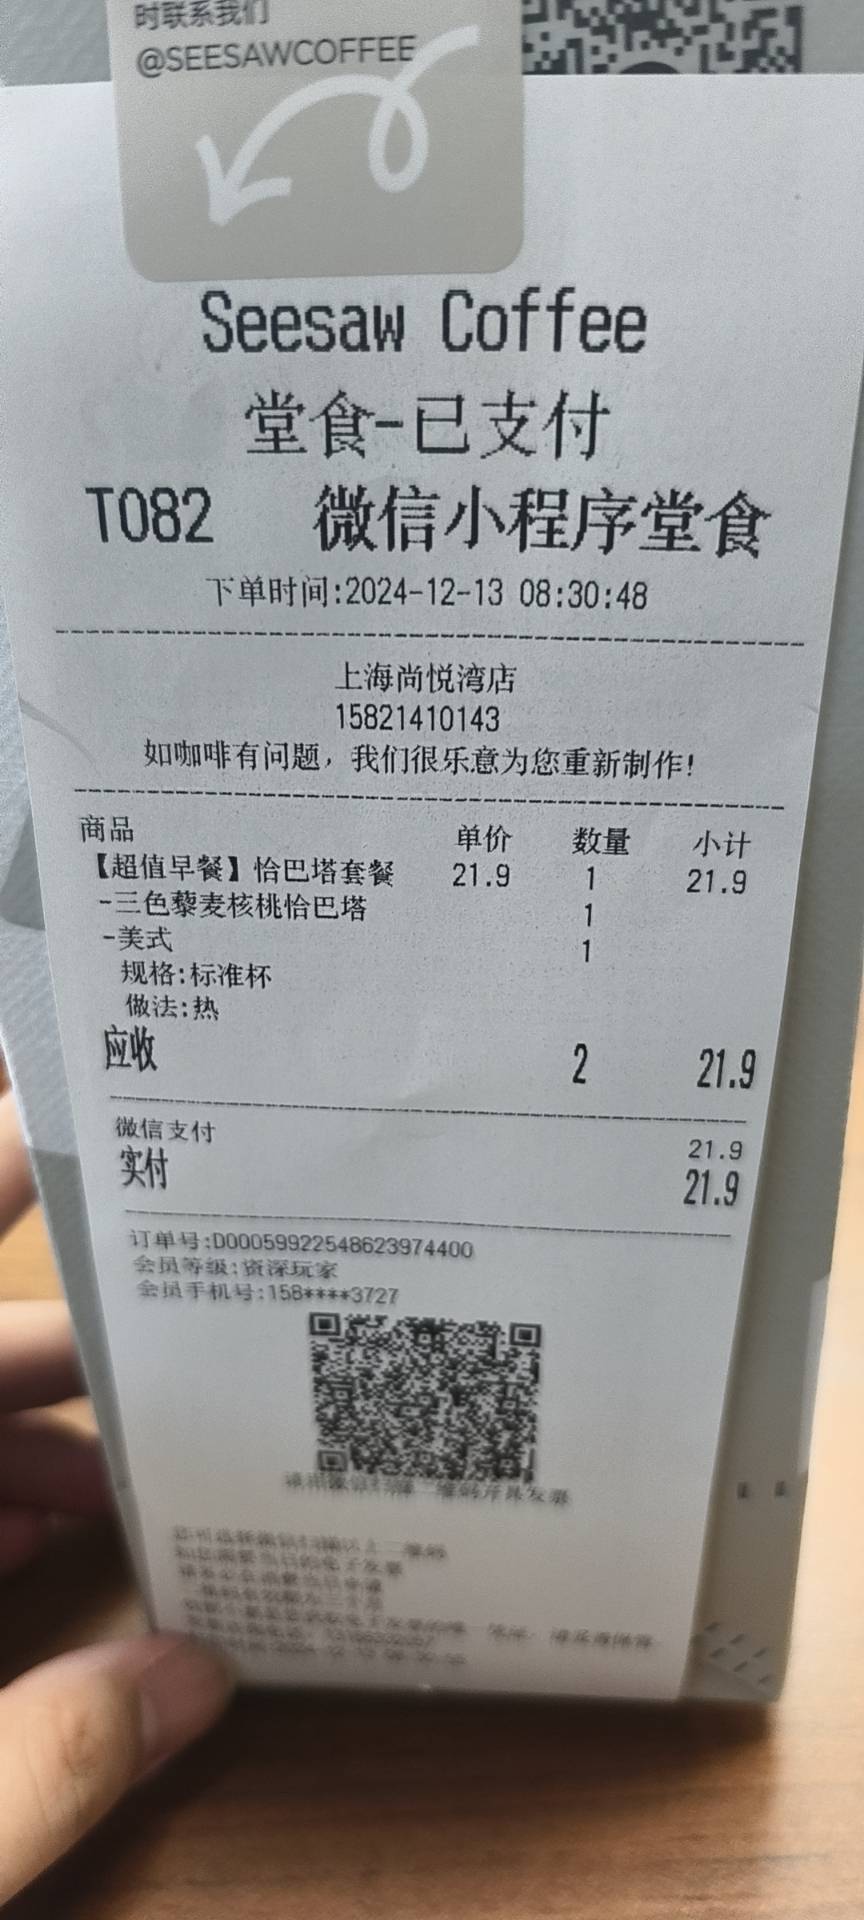 时联系我们
@SEESAWCOFFEE
Seesaw Coffee
堂食-已支付
T082 微信小程序堂食
下单时间:2024-12-13 08:30:48
上海尚悦湾店
15821410143
如咖啡有问题，我们很乐意为您重新制作!
商品 单价 数量 小计
【超值早餐】恰巴塔套餐 21.9 1 21.9
-三色藜麦核桃恰巴塔 1
-美式 1
规格:标准杯
做法:热
应收 2 21.9
微信支付 21.9
实付 21.9
订单号:D000599225548623974400
会员等级:资深玩家
会员手机号:158****3727